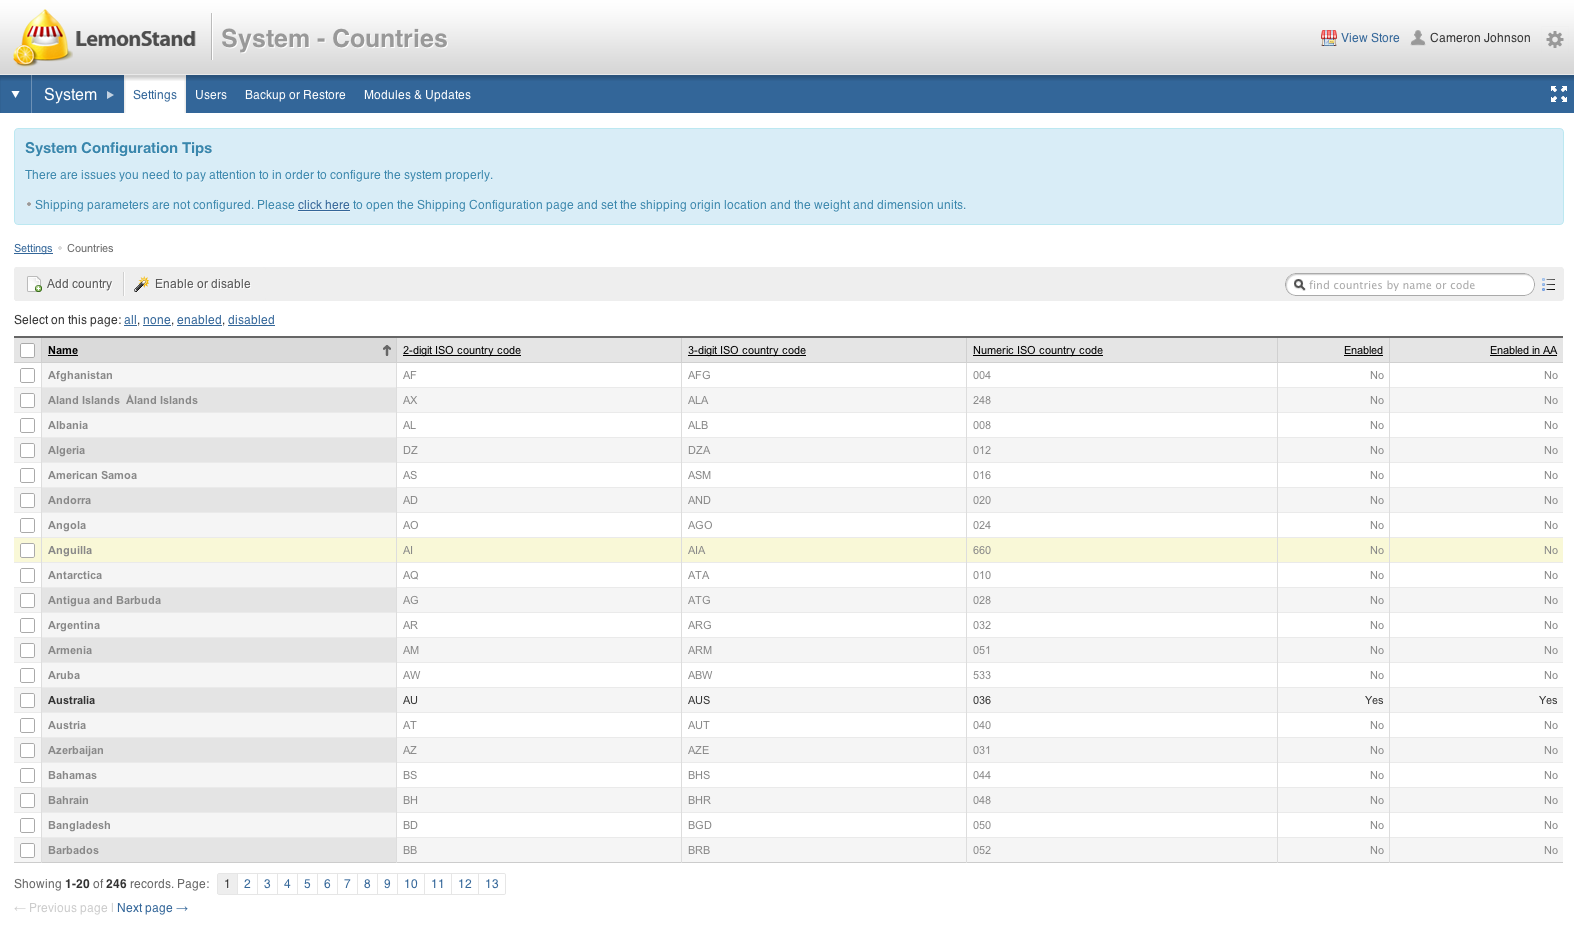 LemonStand
System - Countries
View Store
Cameron Johnson
System
Settings
Users
Backup or Restore
Modules & Updates
System Configuration Tips
There are issues you need to pay attention to in order to configure the system properly.
Shipping parameters are not configured. Please click here to open the Shipping Configuration page and set the shipping origin location and the weight and dimension units.
Settings • Countries
Add country
Enable or disable
find countries by name or code
Select on this page: all, none, enabled, disabled
Name ↑ 2-digit ISO country code 3-digit ISO country code Numeric ISO country code Enabled Enabled in AA
Afghanistan AF AFG 004 No No
Aland Islands Åland Islands AX ALA 248 No No
Albania AL ALB 008 No No
Algeria DZ DZA 012 No No
American Samoa AS ASM 016 No No
Andorra AD AND 020 No No
Angola AO AGO 024 No No
Anguilla AI AIA 660 No No
Antarctica AQ ATA 010 No No
Antigua and Barbuda AG ATG 028 No No
Argentina AR ARG 032 No No
Armenia AM ARM 051 No No
Aruba AW ABW 533 No No
Australia AU AUS 036 Yes Yes
Austria AT AUT 040 No No
Azerbaijan AZ AZE 031 No No
Bahamas BS BHS 044 No No
Bahrain BH BHR 048 No No
Bangladesh BD BGD 050 No No
Barbados BB BRB 052 No No
Showing 1-20 of 246 records. Page: 1 2 3 4 5 6 7 8 9 10 11 12 13
← Previous page | Next page →